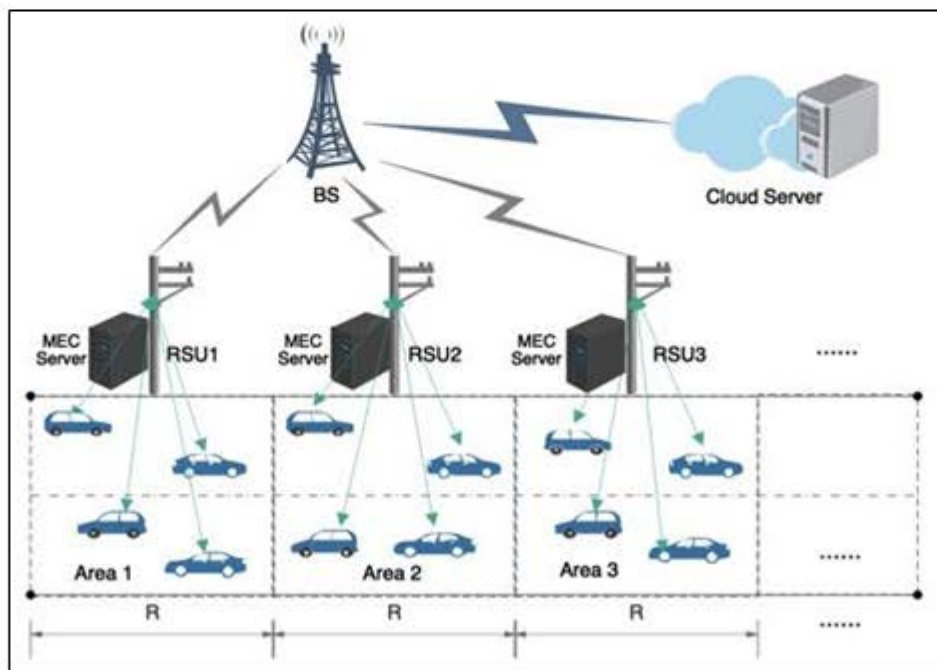 BS
Cloud Server
MEC
Server
RSU1
MEC
Server
RSU2
MEC
Server
RSU3
......
Area 1
Area 2
Area 3
......
R
R
R
......